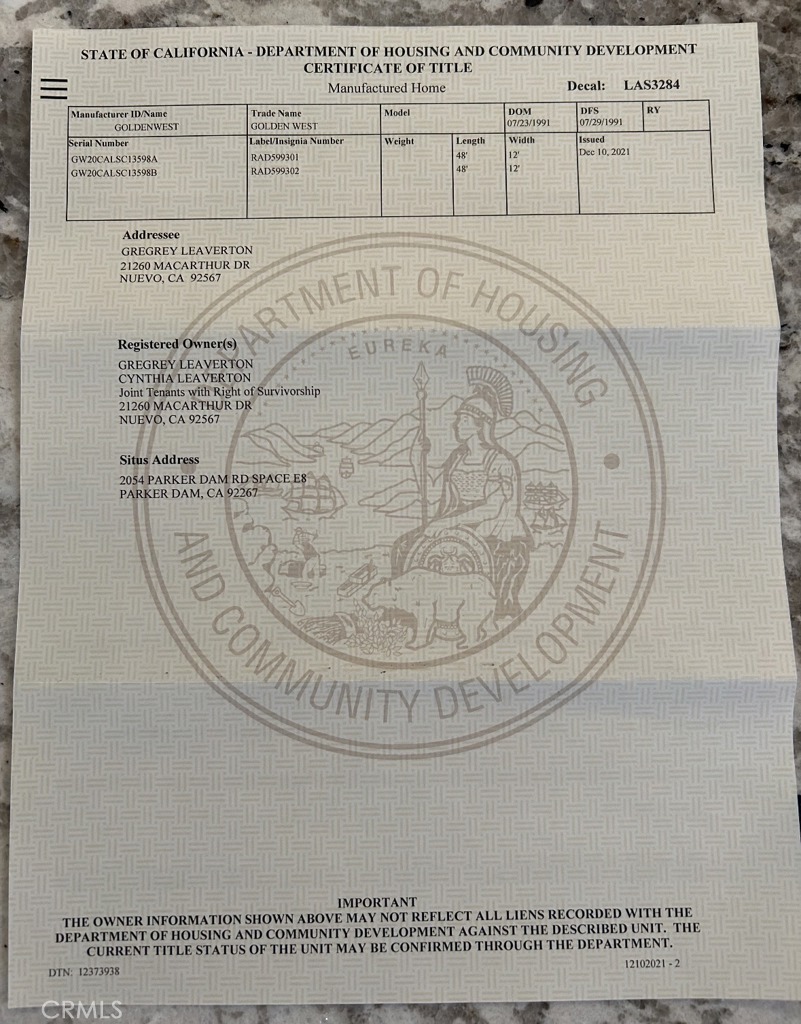 STATE OF CALIFORNIA - DEPARTMENT OF HOUSING AND COMMUNITY DEVELOPMENT
CERTIFICATE OF TITLE
Manufactured Home
Decal: LAS3284
Manufacturer ID/Name Trade Name Model DOM DFS RY
GOLDENWEST GOLDEN WEST 07/23/1991 07/29/1991
Serial Number Label/Insignia Number Weight Length Width Issued
GW20CALSC13598A RAD599301 48' 12' Dec 10, 2021
GW20CALSC13598B RAD599302 48' 12'
Addressee
GREGREY LEAVERTON
21260 MACARTHUR DR
NUEVO, CA 92567
Registered Owner(s)
GREGREY LEAVERTON
CYNTHIA LEAVERTON
Joint Tenants with Right of Survivorship
21260 MACARTHUR DR
NUEVO, CA 92567
Situs Address
2054 PARKER DAM RD SPACE E8
PARKER DAM, CA 92267
DEPARTMENT OF HOUSING
EUREKA
AND COMMUNITY DEVELOPMENT
IMPORTANT
THE OWNER INFORMATION SHOWN ABOVE MAY NOT REFLECT ALL LIENS RECORDED WITH THE
DEPARTMENT OF HOUSING AND COMMUNITY DEVELOPMENT AGAINST THE DESCRIBED UNIT. THE
CURRENT TITLE STATUS OF THE UNIT MAY BE CONFIRMED THROUGH THE DEPARTMENT.
DTN: 12373938
12102021 - 2
CRMLS